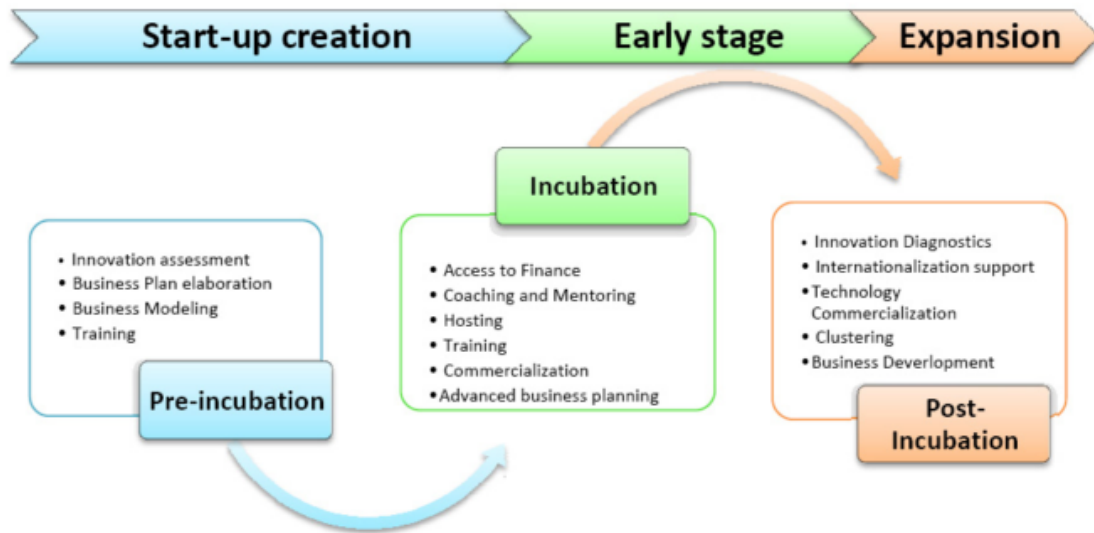 Start-up creation
Early stage
Expansion
• Innovation assessment
• Business Plan elaboration
• Business Modeling
• Training
Pre-incubation
Incubation
• Access to Finance
• Coaching and Mentoring
• Hosting
• Training
• Commercialization
• Advanced business planning
• Innovation Diagnostics
• Internationalization support
• Technology
Commercialization
• Clustering
• Business Deverlopment
Post-
Incubation